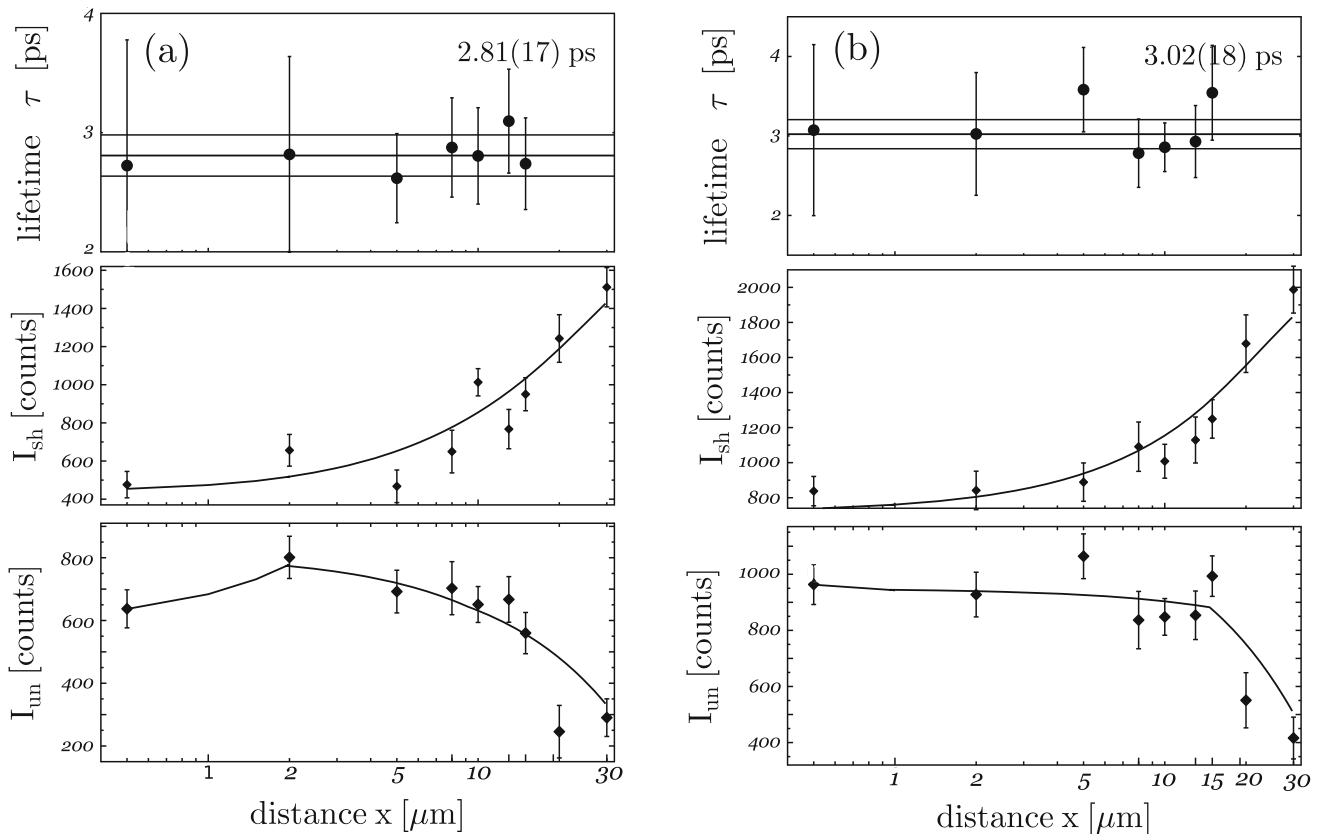 (a)
2.81(17) ps
lifetime τ [ps]
4
3
2
I_sh [counts]
1600
1400
1200
1000
800
600
400
I_un [counts]
800
600
400
200
1 2 5 10 30
distance x [μm]
(b)
3.02(18) ps
lifetime τ [ps]
4
3
2
I_sh [counts]
2000
1800
1600
1400
1200
1000
800
I_un [counts]
1000
800
600
400
1 2 5 10 15 20 30
distance x [μm]